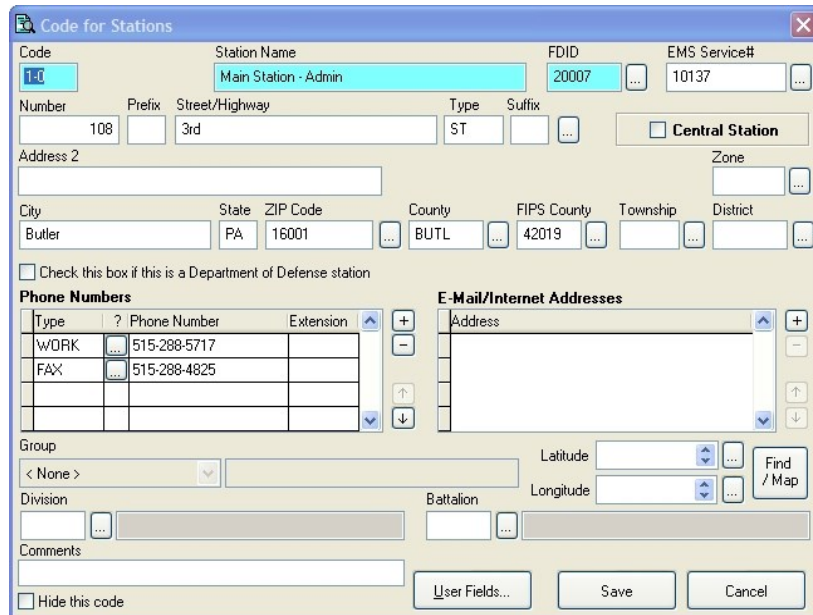 Code for Stations
Code Station Name FDID EMS Service#
1-0 Main Station - Admin 20007 ... 10137 ...
Number Prefix Street/Highway Type Suffix
108 3rd ST ... Central Station
Address 2 Zone
...
City State ZIP Code County FIPS County Township District
Butler PA 16001 ... BUTL ... 42019 ... ... ...
Check this box if this is a Department of Defense station
Phone Numbers E-Mail/Internet Addresses
Type ? Phone Number Extension Address
WORK ... 515-288-5717
FAX ... 515-288-4825
Group
< None >
Latitude ... Find
Longitude ... / Map
Division Battalion
... ...
Comments
Hide this code User Fields... Save Cancel